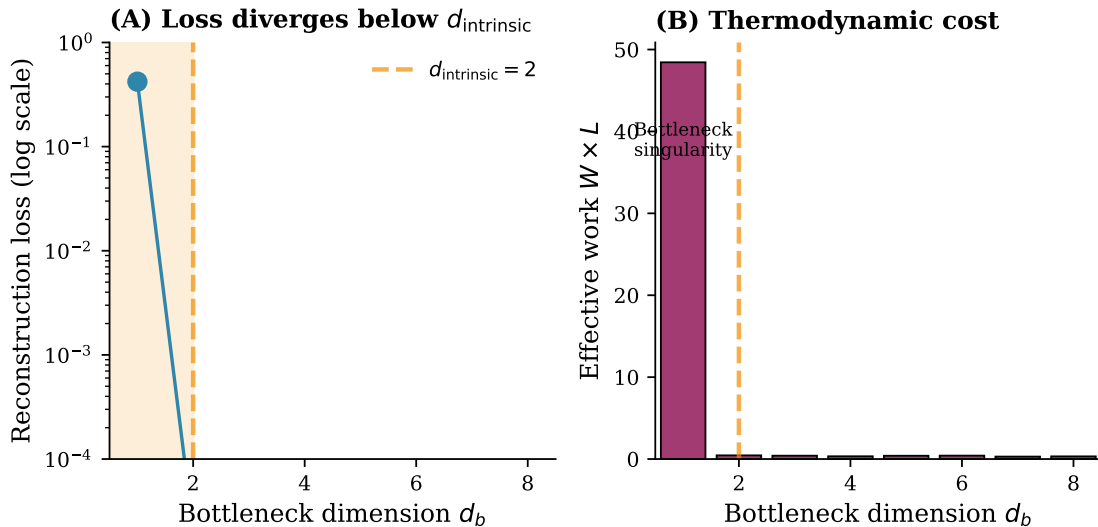 (A) Loss diverges below d_intrinsic
Reconstruction loss (log scale)
10^0
10^-1
10^-2
10^-3
10^-4
d_intrinsic = 2
2 4 6 8
Bottleneck dimension d_b
(B) Thermodynamic cost
Effective work W × L
50
40
30
20
10
0
Bottleneck
singularity
2 4 6 8
Bottleneck dimension d_b